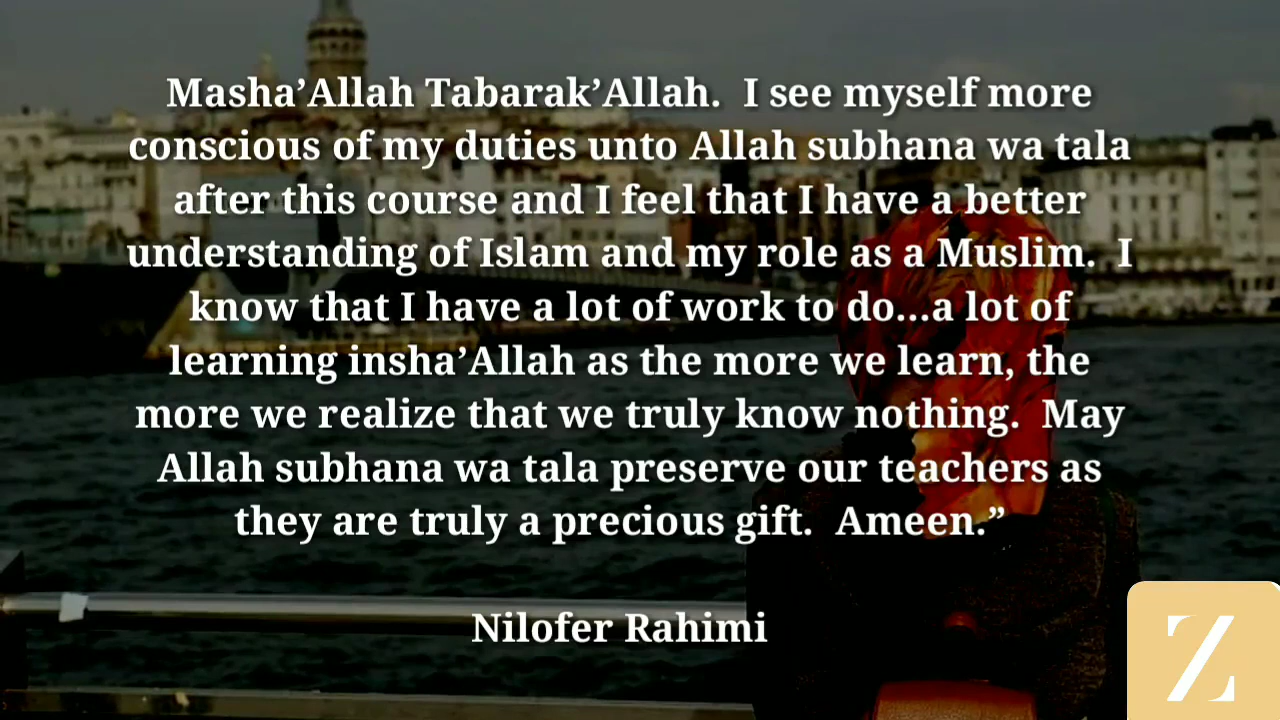 Masha’Allah Tabarak’Allah.  I see myself more
conscious of my duties unto Allah subhana wa tala
after this course and I feel that I have a better
understanding of Islam and my role as a Muslim.  I
know that I have a lot of work to do...a lot of
learning insha’Allah as the more we learn, the
more we realize that we truly know nothing.  May
Allah subhana wa tala preserve our teachers as
they are truly a precious gift.  Ameen.”
Nilofer Rahimi
Z